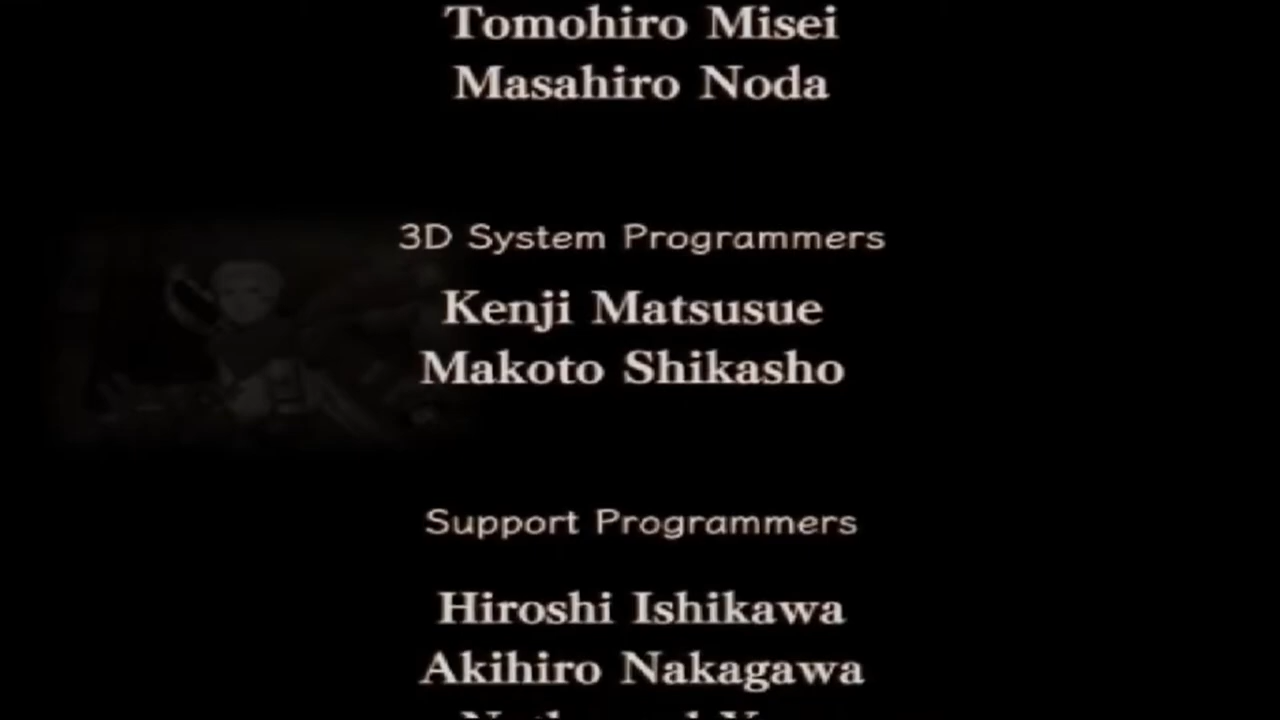 Tomohiro Misei
Masahiro Noda
3D System Programmers
Kenji Matsusue
Makoto Shikasho
Support Programmers
Hiroshi Ishikawa
Akihiro Nakagawa